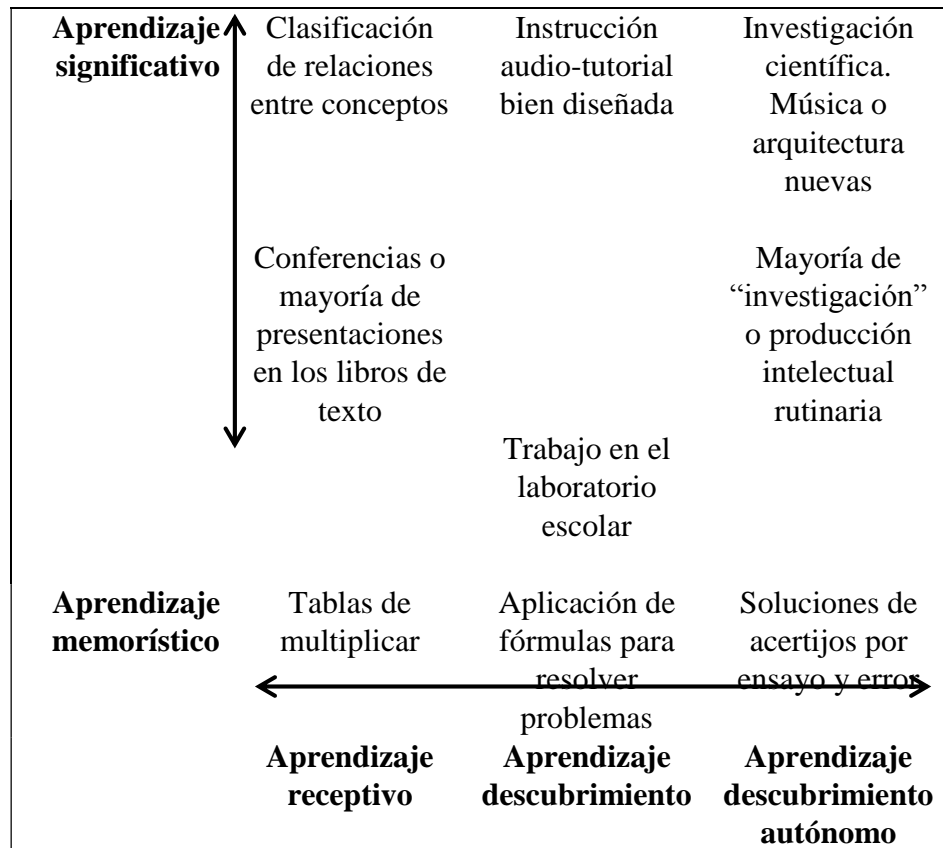 Aprendizaje
significativo
Clasificación
de relaciones
entre conceptos
Instrucción
audio-tutorial
bien diseñada
Investigación
científica.
Música o
arquitectura
nuevas
Conferencias o
mayoría de
presentaciones
en los libros de
texto
Mayoría de
“investigación”
o producción
intelectual
rutinaria
Trabajo en el
laboratorio
escolar
Aprendizaje
memorístico
Tablas de
multiplicar
Aplicación de
fórmulas para
resolver
problemas
Soluciones de
acertijos por
ensayo y error
Aprendizaje
receptivo
Aprendizaje
descubrimiento
Aprendizaje
descubrimiento
autónomo